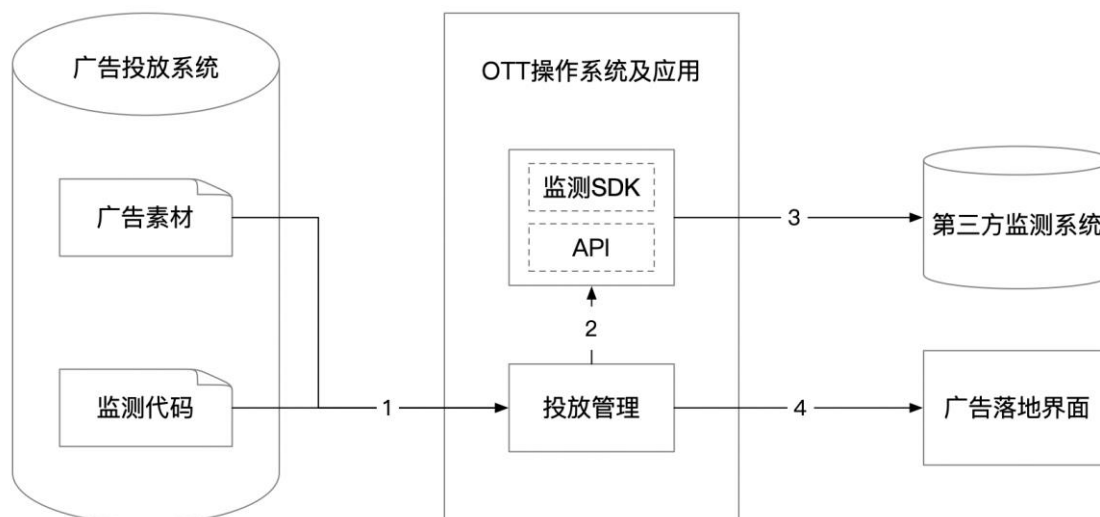 广告投放系统
广告素材
监测代码
1
OTT操作系统及应用
监测SDK
API
2
投放管理
3
第三方监测系统
4
广告落地界面